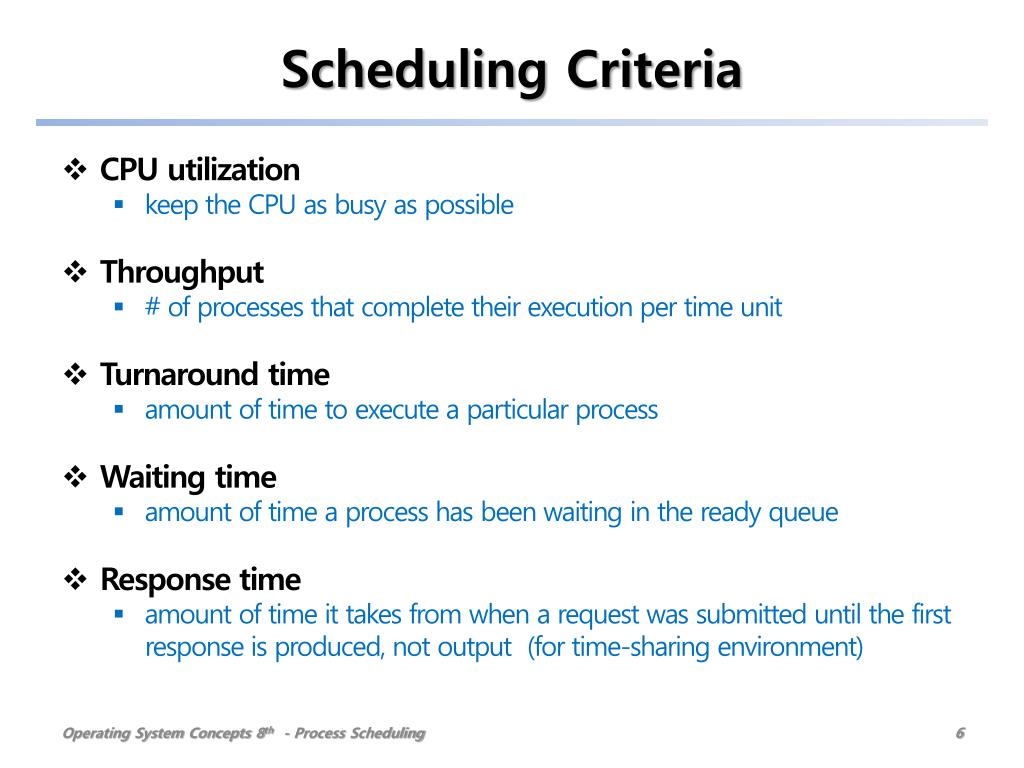 Scheduling Criteria
❖ CPU utilization
▪ keep the CPU as busy as possible
❖ Throughput
▪ # of processes that complete their execution per time unit
❖ Turnaround time
▪ amount of time to execute a particular process
❖ Waiting time
▪ amount of time a process has been waiting in the ready queue
❖ Response time
▪ amount of time it takes from when a request was submitted until the first
response is produced, not output  (for time-sharing environment)
Operating System Concepts 8th  - Process Scheduling
6